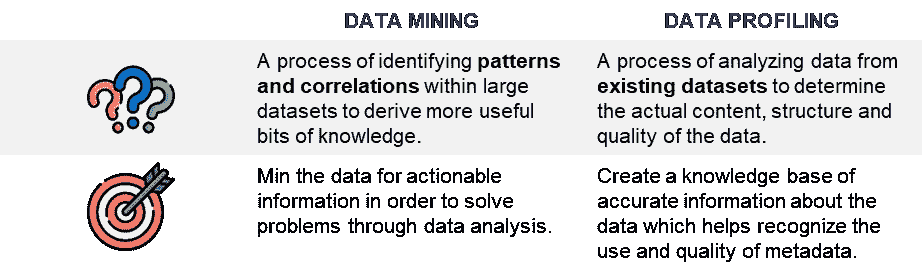 DATA MINING
DATA PROFILING
A process of identifying patterns
and correlations within large
datasets to derive more useful
bits of knowledge.
A process of analyzing data from
existing datasets to determine
the actual content, structure and
quality of the data.
Min the data for actionable
information in order to solve
problems through data analysis.
Create a knowledge base of
accurate information about the
data which helps recognize the
use and quality of metadata.